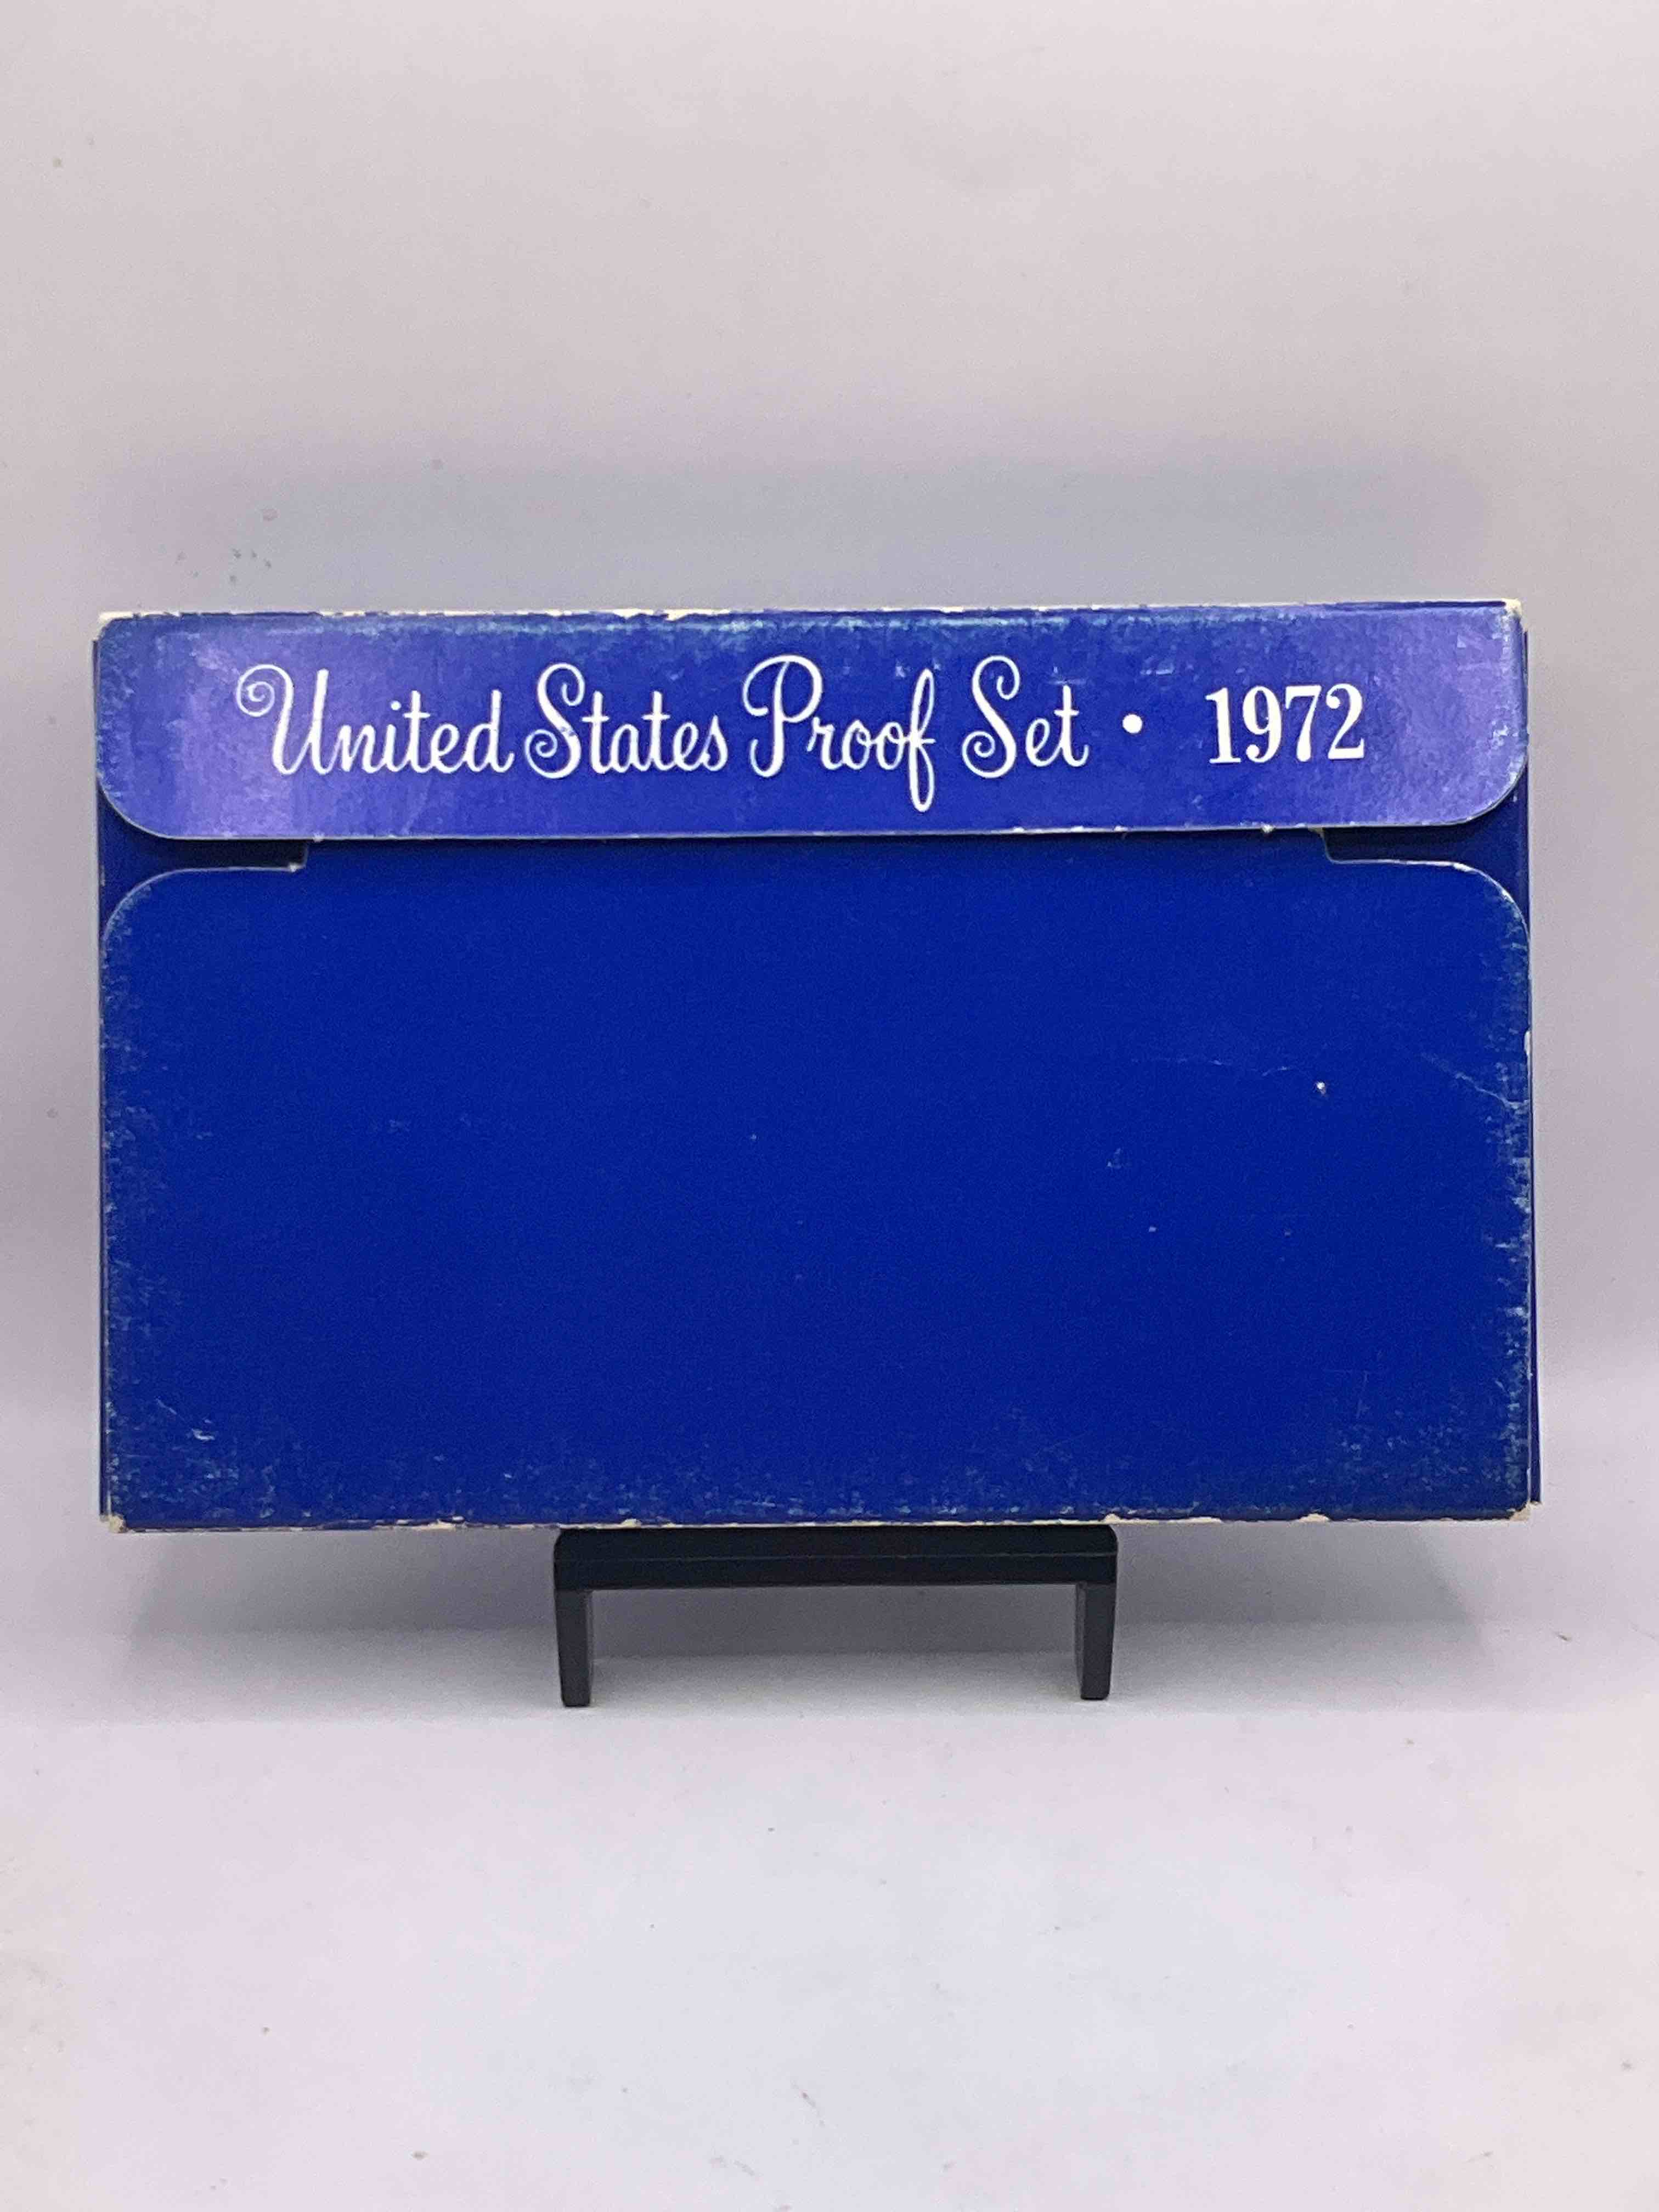 United States Proof Set • 1972